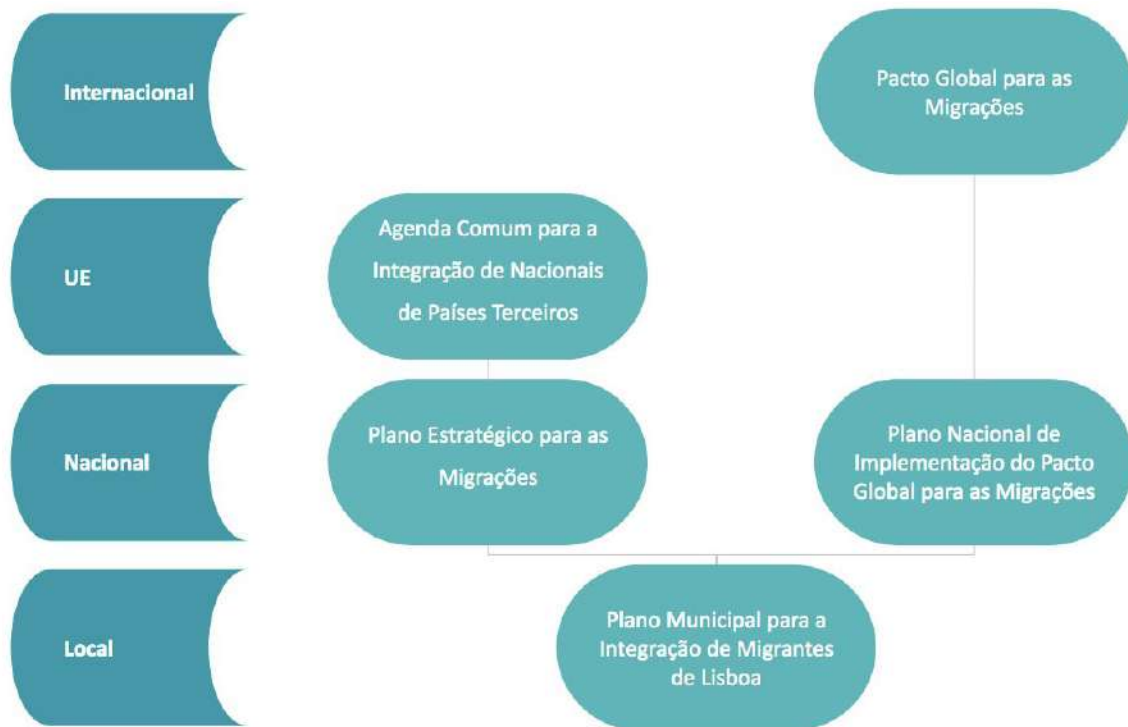 Internacional
Pacto Global para as
Migrações
UE
Agenda Comum para a
Integração de Nacionais
de Países Terceiros
Nacional
Plano Estratégico para as
Migrações
Plano Nacional de
Implementação do Pacto
Global para as Migrações
Local
Plano Municipal para a
Integração de Migrantes
de Lisboa